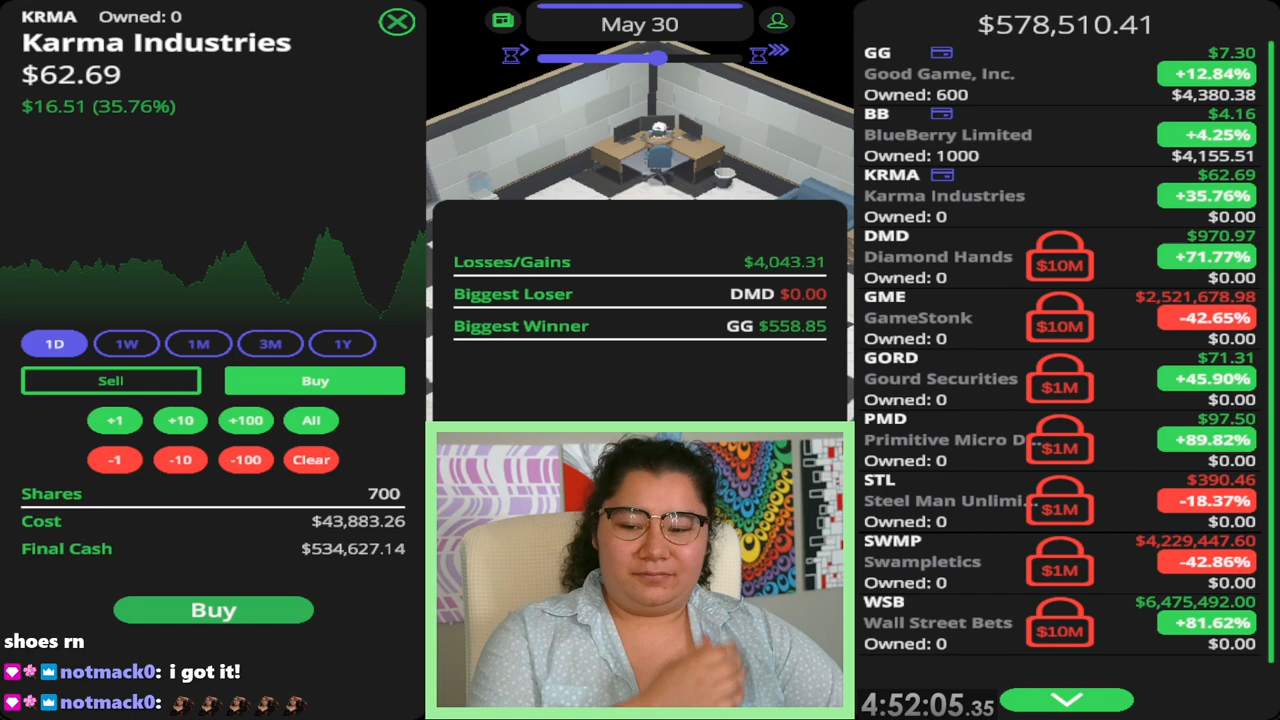 KRMA Owned: 0
Karma Industries
$62.69
$16.51 (35.76%)
1D 1W 1M 3M 1Y
Sell Buy
+1 +10 +100 All
-1 -10 -100 Clear
Shares 700
Cost $43,883.26
Final Cash $534,627.14
Buy
shoes rn
notmack0: i got it!
notmack0:
May 30
Losses/Gains $4,043.31
Biggest Loser DMD $0.00
Biggest Winner GG $558.85
$578,510.41
GG $7.30
Good Game, Inc. +12.84%
Owned: 600 $4,380.38
BB $4.16
BlueBerry Limited +4.25%
Owned: 1000 $4,155.51
KRMA $62.69
Karma Industries +35.76%
Owned: 0 $0.00
DMD $970.97
Diamond Hands $10M +71.77%
Owned: 0 $0.00
GME $2,521,678.98
GameStonk $10M -42.65%
Owned: 0 $0.00
GORD $71.31
Gourd Securities $1M +45.90%
Owned: 0 $0.00
PMD $97.50
Primitive Micro D... $1M +89.82%
Owned: 0 $0.00
STL $390.46
Steel Man Unlimi... $1M -18.37%
Owned: 0 $0.00
SWMP $4,229,447.60
Swampletics $1M -42.86%
Owned: 0 $0.00
WSB $6,475,492.00
Wall Street Bets $10M +81.62%
Owned: 0 $0.00
4:52:05.35